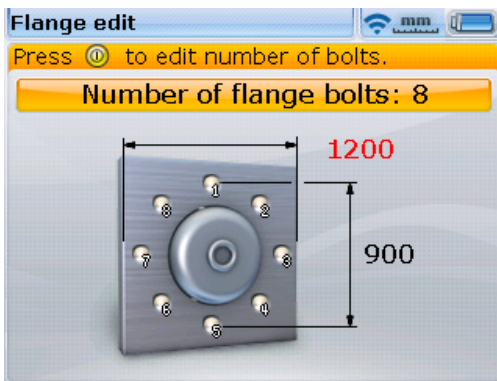 Flange edit
mm
Press to edit number of bolts.
Number of flange bolts: 8
1200
1
8
2
7
3
900
6
4
5